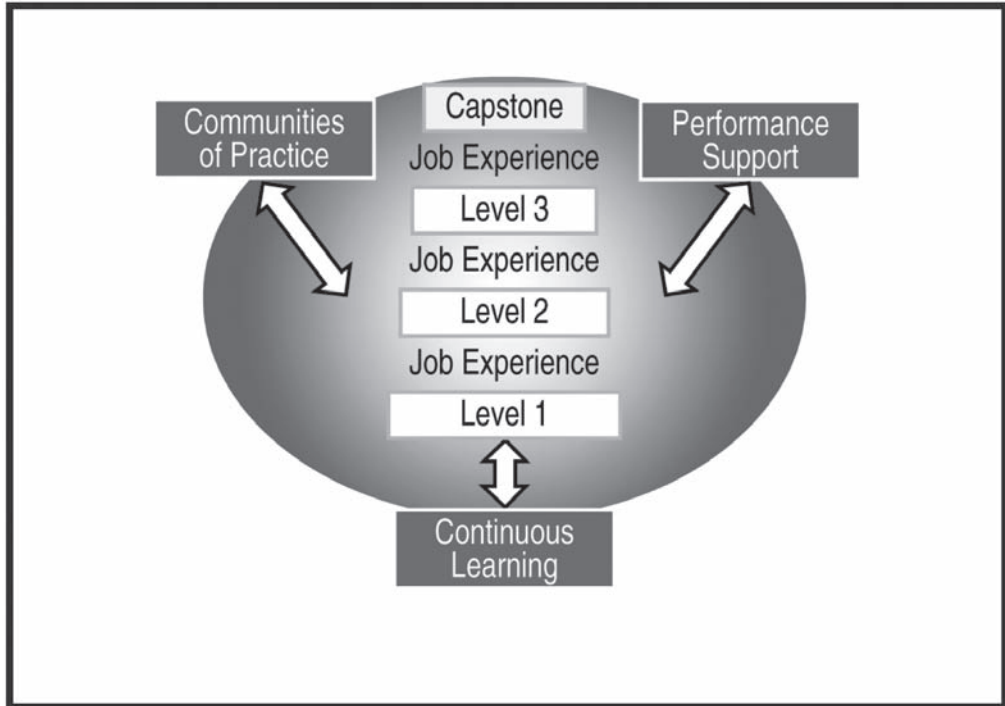 Capstone
Communities
of Practice
Performance
Support
Job Experience
Level 3
Job Experience
Level 2
Job Experience
Level 1
Continuous
Learning